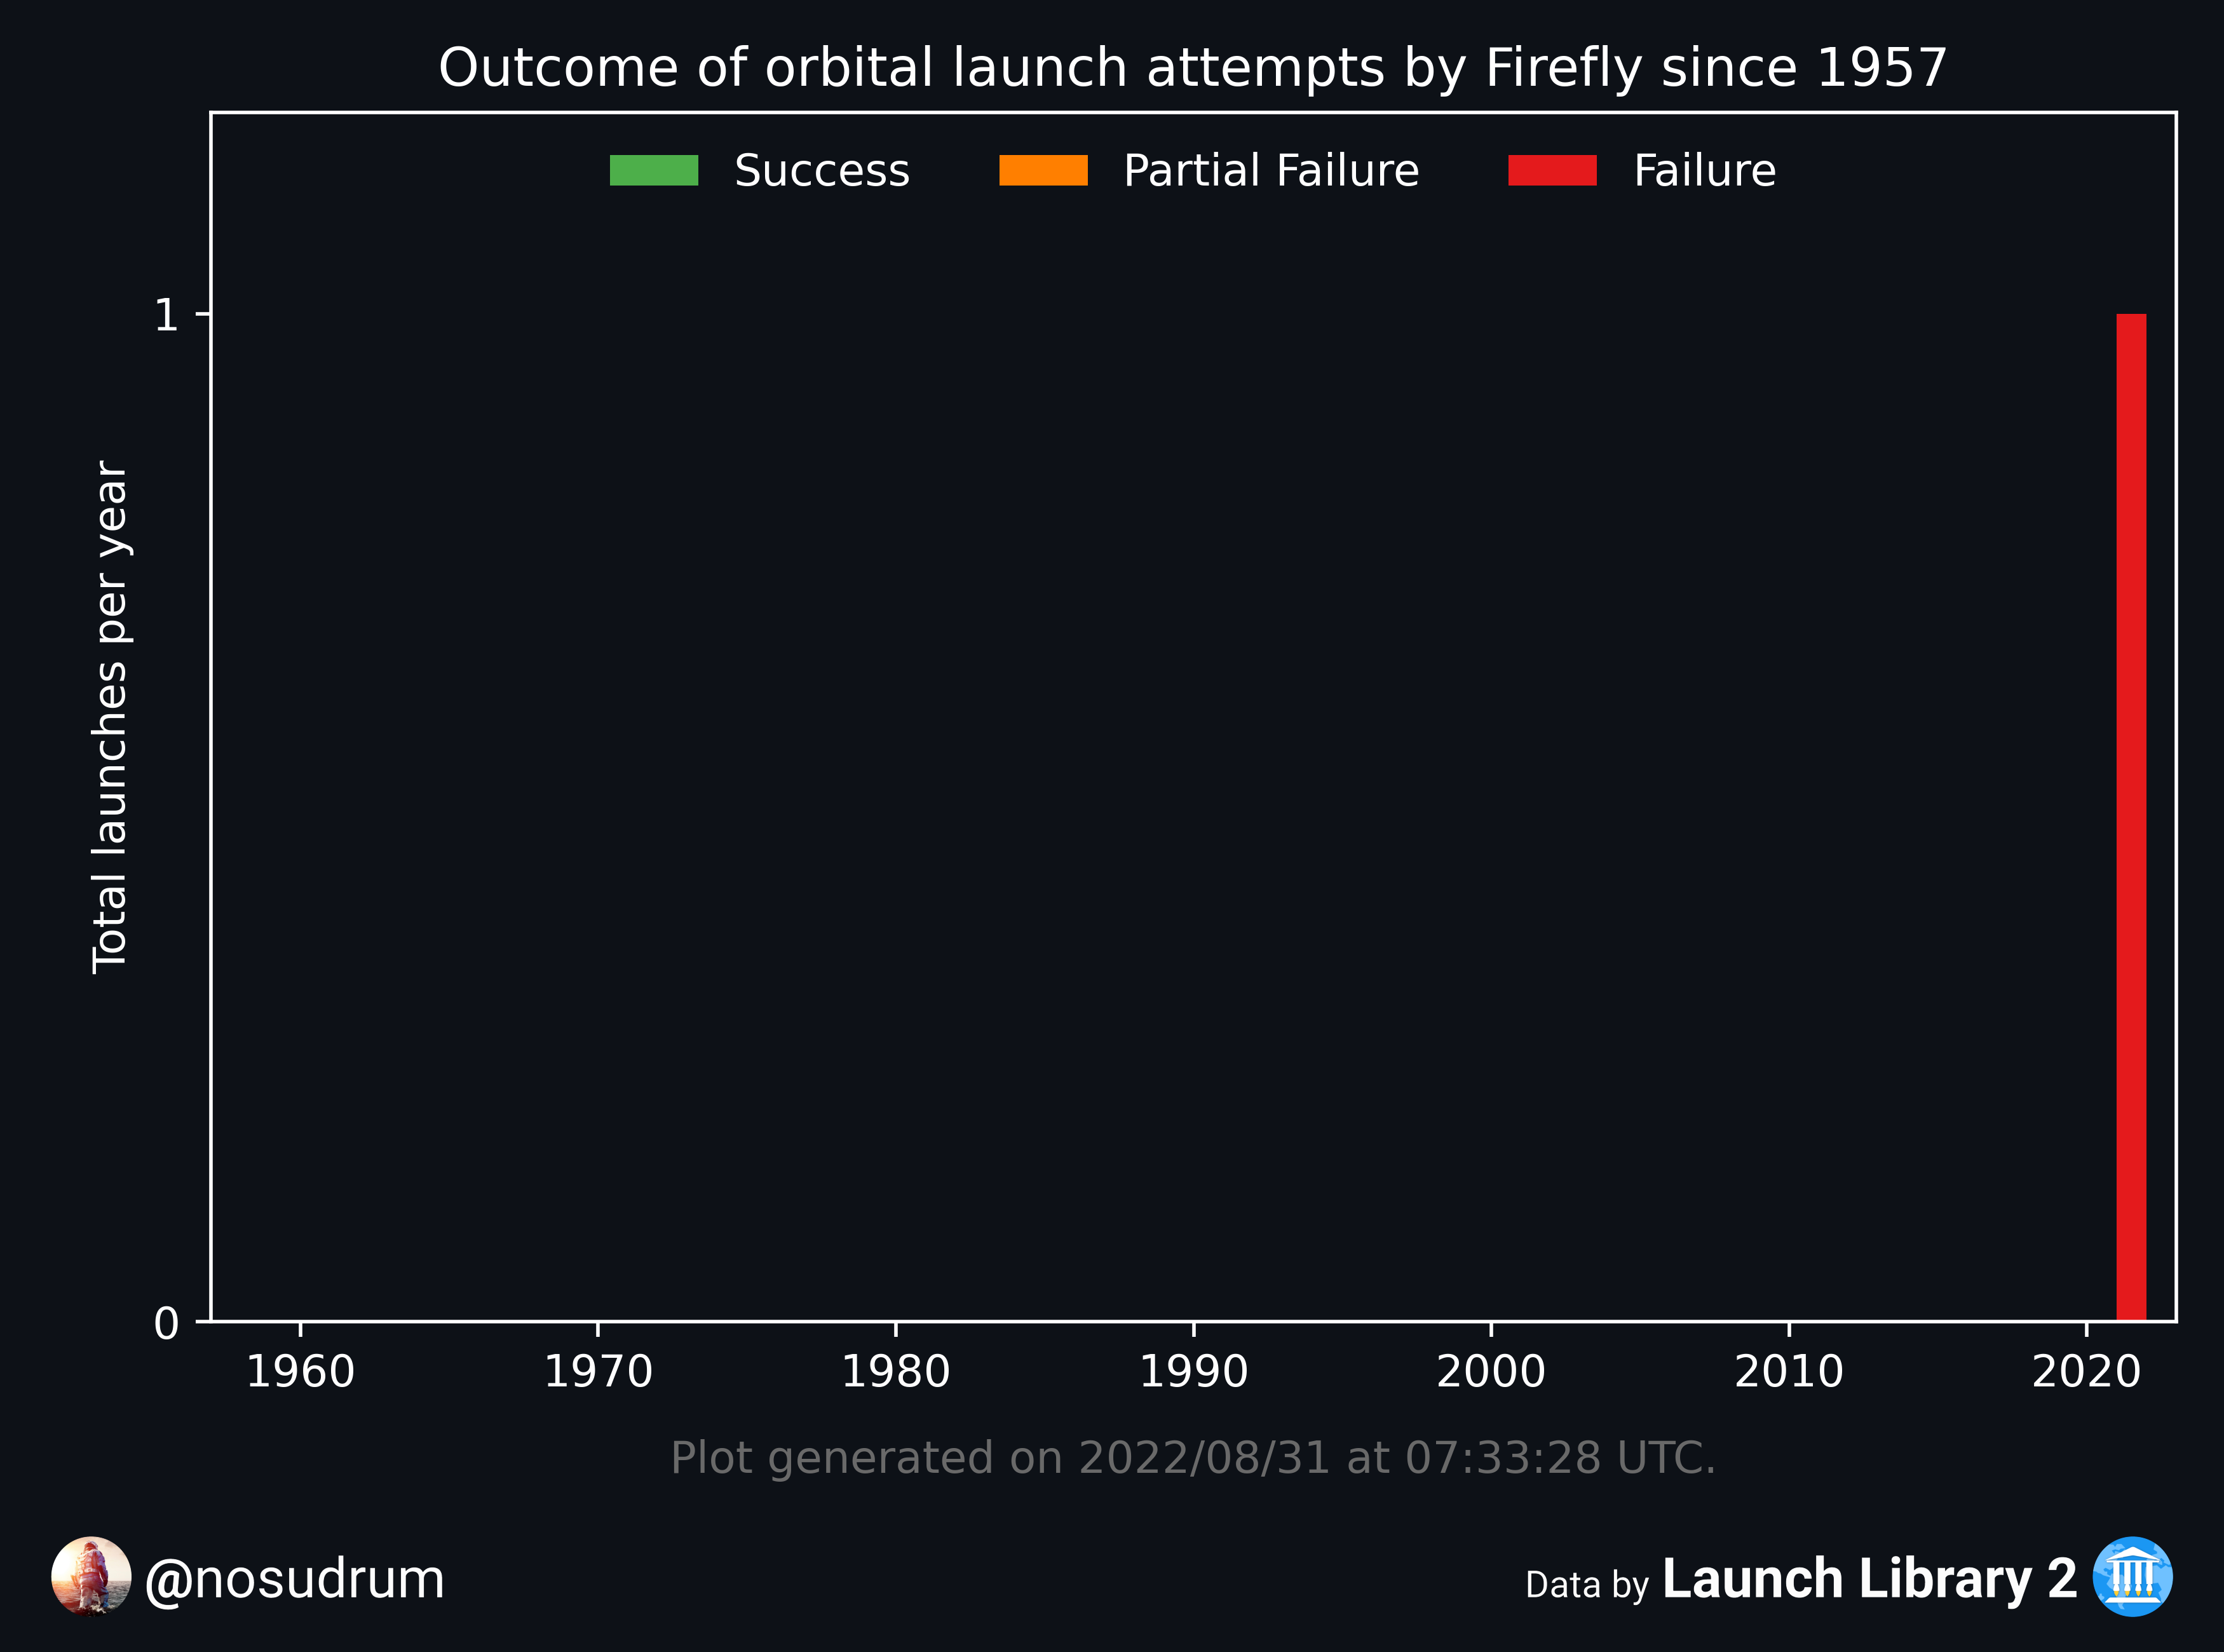 Outcome of orbital launch attempts by Firefly since 1957
Success Partial Failure Failure
Total launches per year
1
0
1960 1970 1980 1990 2000 2010 2020
Plot generated on 2022/08/31 at 07:33:28 UTC.
@nosudrum
Data by Launch Library 2